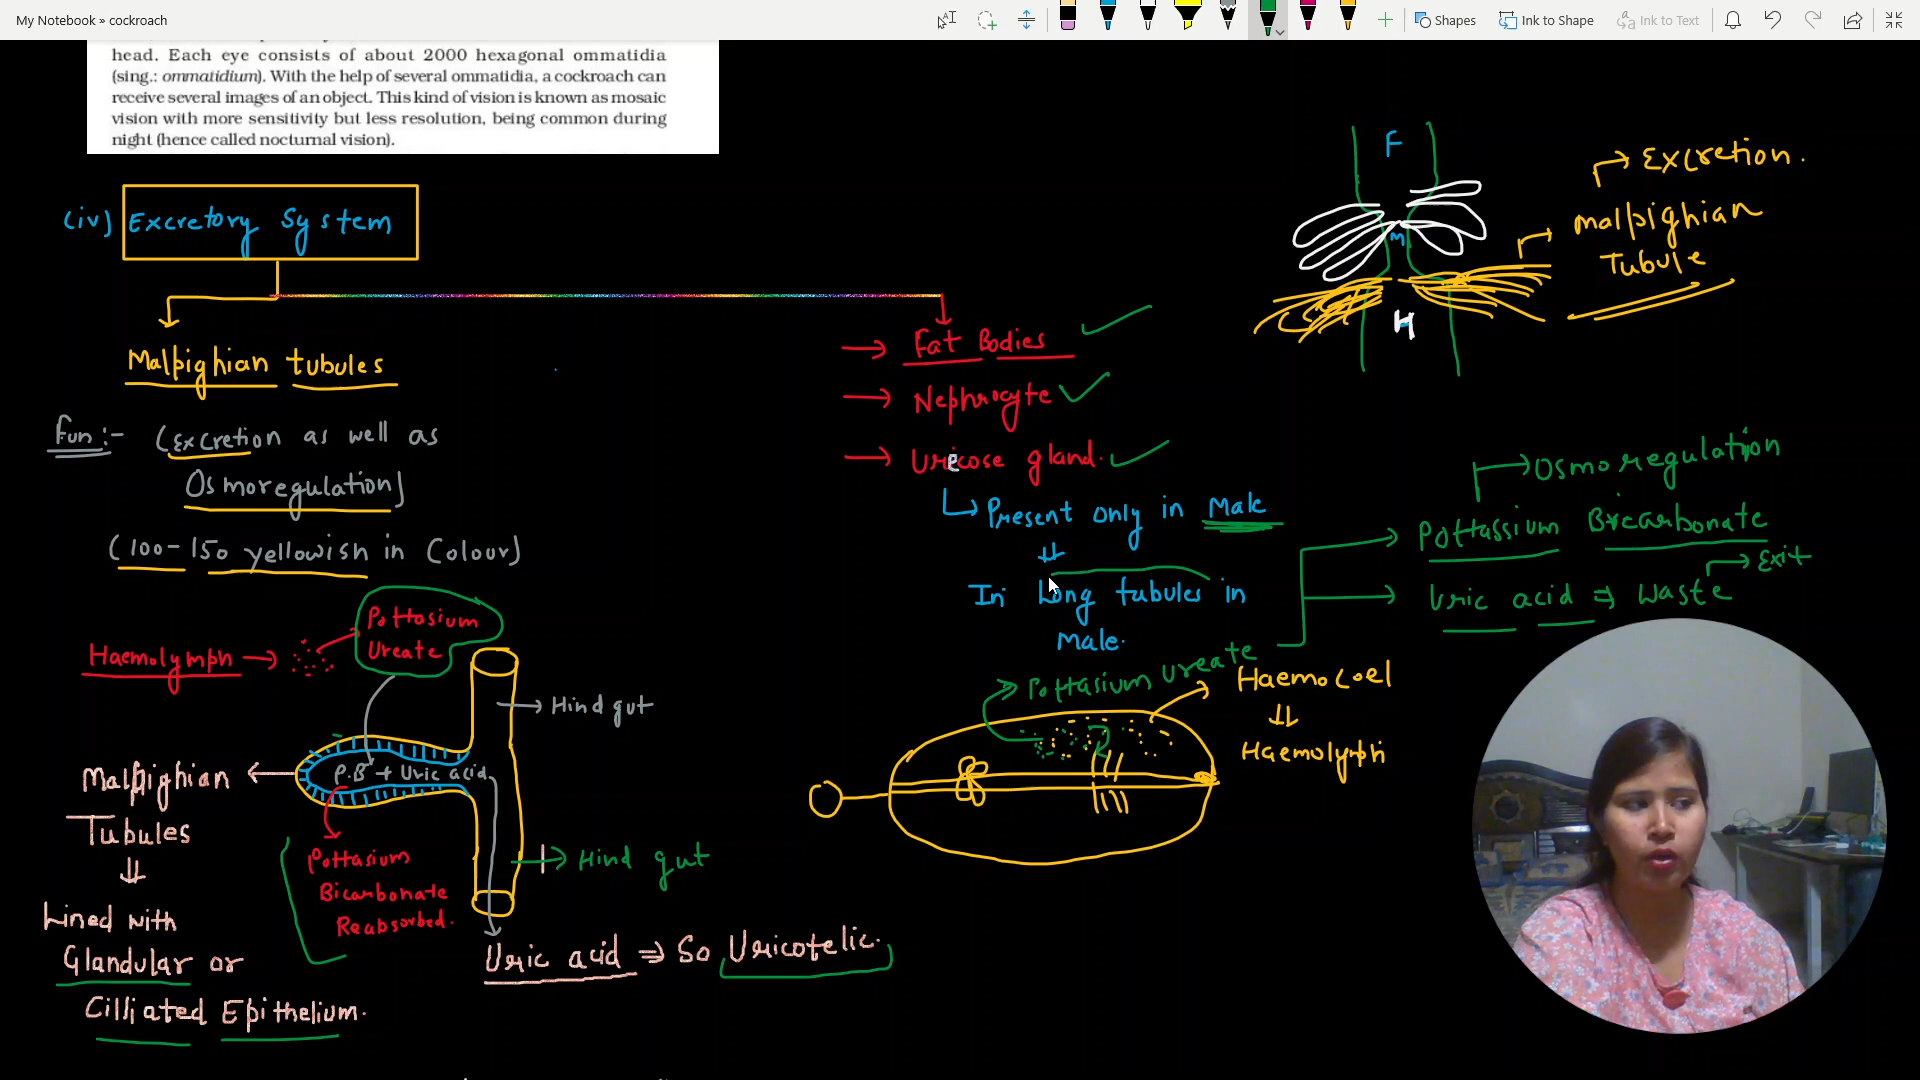 My Notebook » cockroach
Shapes
Ink to Shape
Ink to Text
head. Each eye consists of about 2000 hexagonal ommatidia
(sing.: ommatidium). With the help of several ommatidia, a cockroach can
receive several images of an object. This kind of vision is known as mosaic
vision with more sensitivity but less resolution, being common during
night (hence called nocturnal vision).
(iv) Excretory System
Malpighian tubules
Fun:- (Excretion as well as
Osmoregulation)
(100-150 yellowish in Colour)
Haemolymph
Pottasium
Ureate
Hind gut
Malpighian
Tubules
P.B + Uric acid
Pottasium
Bicarbonate
Reabsorbed.
Hind gut
Lined with
Glandular or
Cilliated Epithelium.
Uric acid ⇒ So Uricotelic.
Fat Bodies
Nephrocyte
Urecose gland.
Present only in Male
In Long tubules in
Male.
Pottasium Ureate
Haemocoel
Haemolymph
F
M
H
Excretion.
Malpighian
Tubule
Osmoregulation
Pottassium Bicarbonate
Exit
Uric acid ⇒ Waste